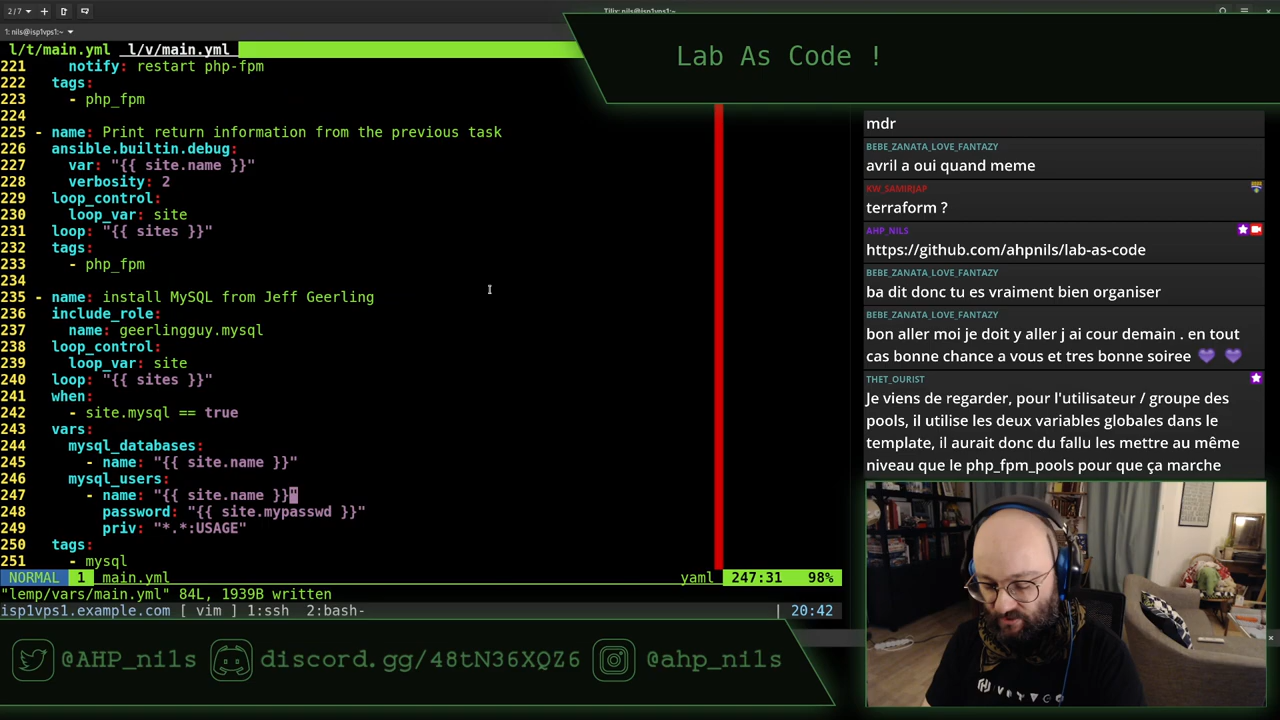 2/7
Tilix: nils@isp1vps1:~
1: nils@isp1vps1:~
l/t/main.yml  l/v/main.yml
221     notify: restart php-fpm
222   tags:
223     - php_fpm
224
225 - name: Print return information from the previous task
226   ansible.builtin.debug:
227     var: "{{ site.name }}"
228     verbosity: 2
229   loop_control:
230     loop_var: site
231   loop: "{{ sites }}"
232   tags:
233     - php_fpm
234
235 - name: install MySQL from Jeff Geerling
236   include_role:
237     name: geerlingguy.mysql
238   loop_control:
239     loop_var: site
240   loop: "{{ sites }}"
241   when:
242     - site.mysql == true
243   vars:
244     mysql_databases:
245       - name: "{{ site.name }}"
246     mysql_users:
247       - name: "{{ site.name }}"
248         password: "{{ site.mypasswd }}"
249         priv: "*.*:USAGE"
250   tags:
251     - mysql
NORMAL 1 main.yml yaml 247:31 98%
"lemp/vars/main.yml" 84L, 1939B written
isp1vps1.example.com [ vim ] 1:ssh  2:bash- | 20:42
Lab As Code !
mdr
BEBE_ZANATA_LOVE_FANTAZY
avril a oui quand meme
KW_SAMIRJAP
terraform ?
AHP_NILS
https://github.com/ahpnils/lab-as-code
BEBE_ZANATA_LOVE_FANTAZY
ba dit donc tu es vraiment bien organiser
BEBE_ZANATA_LOVE_FANTAZY
bon aller moi je doit y aller j ai cour demain . en tout
cas bonne chance a vous et tres bonne soiree 💜 💜
THET_OURIST
Je viens de regarder, pour l'utilisateur / groupe des
pools, il utilise les deux variables globales dans le
template, il aurait donc du fallu les mettre au même
niveau que le php_fpm_pools pour que ça marche
@AHP_nils discord.gg/48tN36XQZ6 @ahp_nils